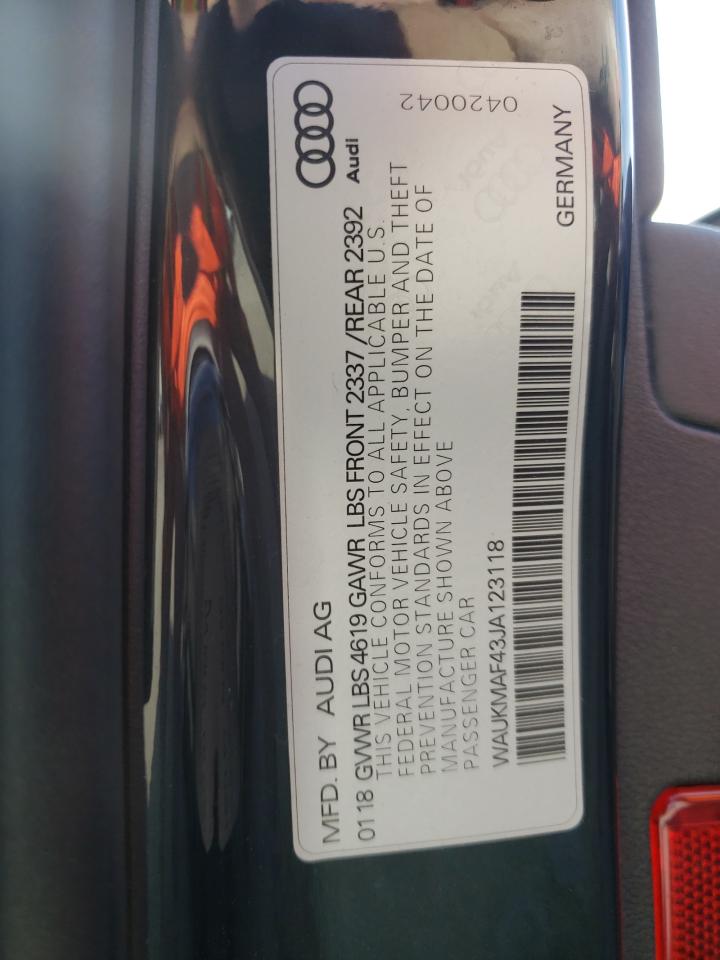 MFD. BY AUDI AG
Audi
0118 GVWR LBS 4619 GAWR LBS FRONT 2337 /REAR 2392
THIS VEHICLE CONFORMS TO ALL APPLICABLE U.S.
FEDERAL MOTOR VEHICLE SAFETY, BUMPER AND THEFT
PREVENTION STANDARDS IN EFFECT ON THE DATE OF
MANUFACTURE SHOWN ABOVE
PASSENGER CAR
0420042
WAUKMAF43JA123118
GERMANY